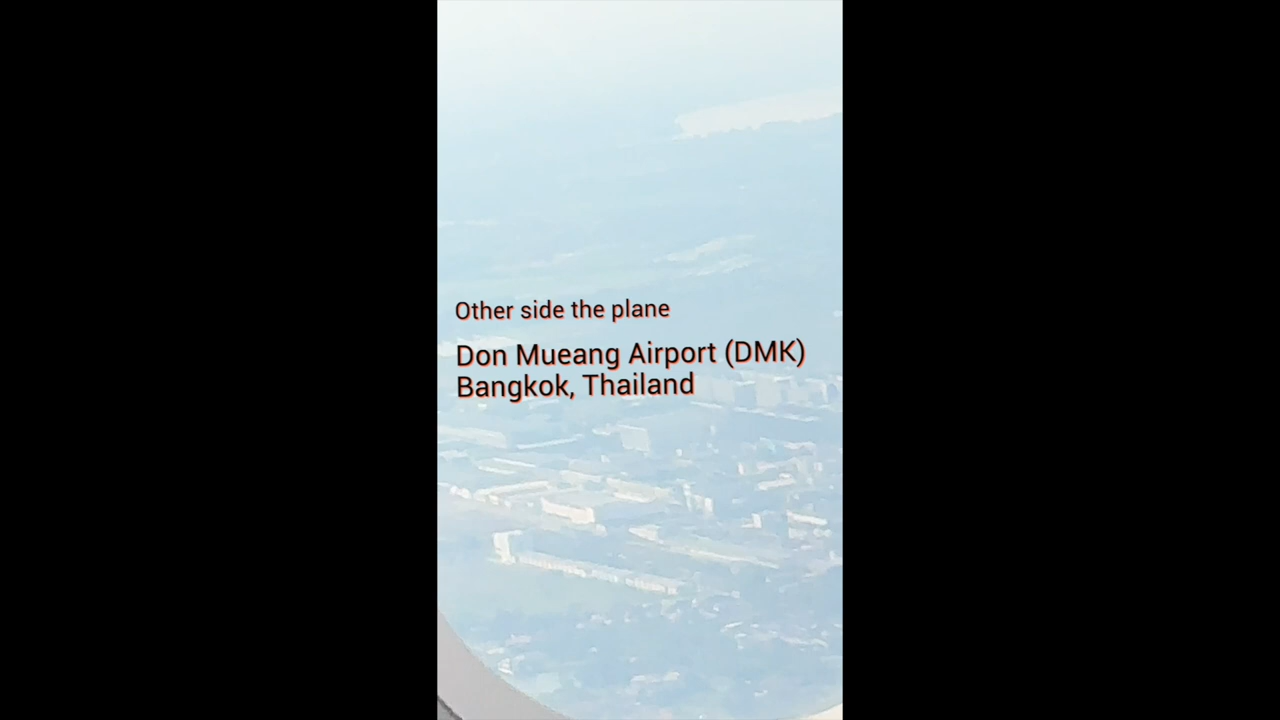 Other side the plane
Don Mueang Airport (DMK)
Bangkok, Thailand